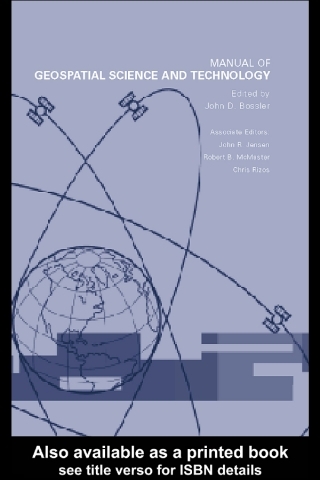 MANUAL OF
GEOSPATIAL SCIENCE AND TECHNOLOGY
Edited by
John D. Bossler
Associate Editors
John R. Jensen
Robert B. McMaster
Chris Rizos
Also available as a printed book
see title verso for ISBN details